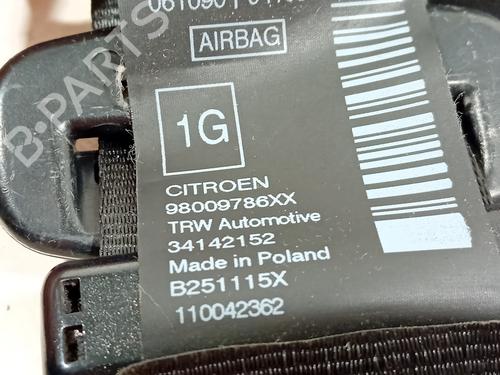 AIRBAG
1G
CITROEN
98009786XX
TRW Automotive
34142152
Made in Poland
B251115X
110042362
B-PARTS